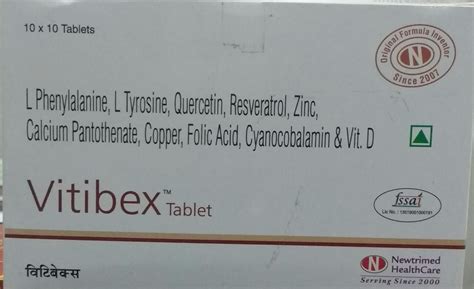 10 x 10 Tablets
Original Formula Inventor
N
Since 2007
L Phenylalanine, L Tyrosine, Quercetin, Resveratrol, Zinc,
Calcium Pantothenate, Copper, Folic Acid, Cyanocobalamin & Vit. D
Vitibex™ Tablet
fssai
विटिबेक्स
N
Newtrimed
HealthCare
Serving Since 2000